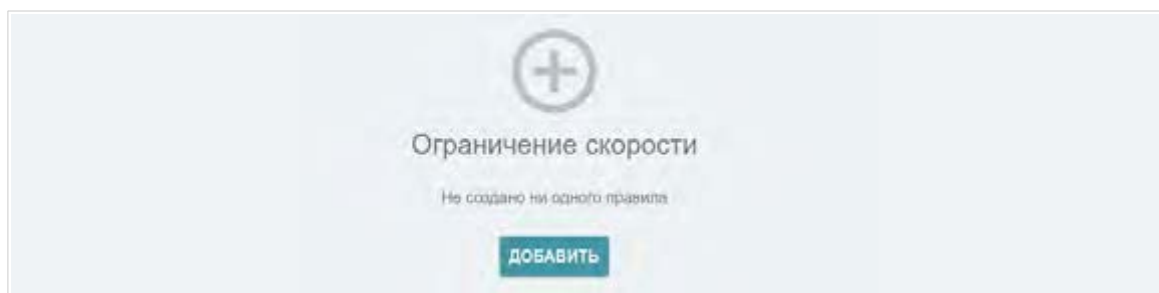 Ограничение скорости
Не создано ни одного правила
ДОБАВИТЬ